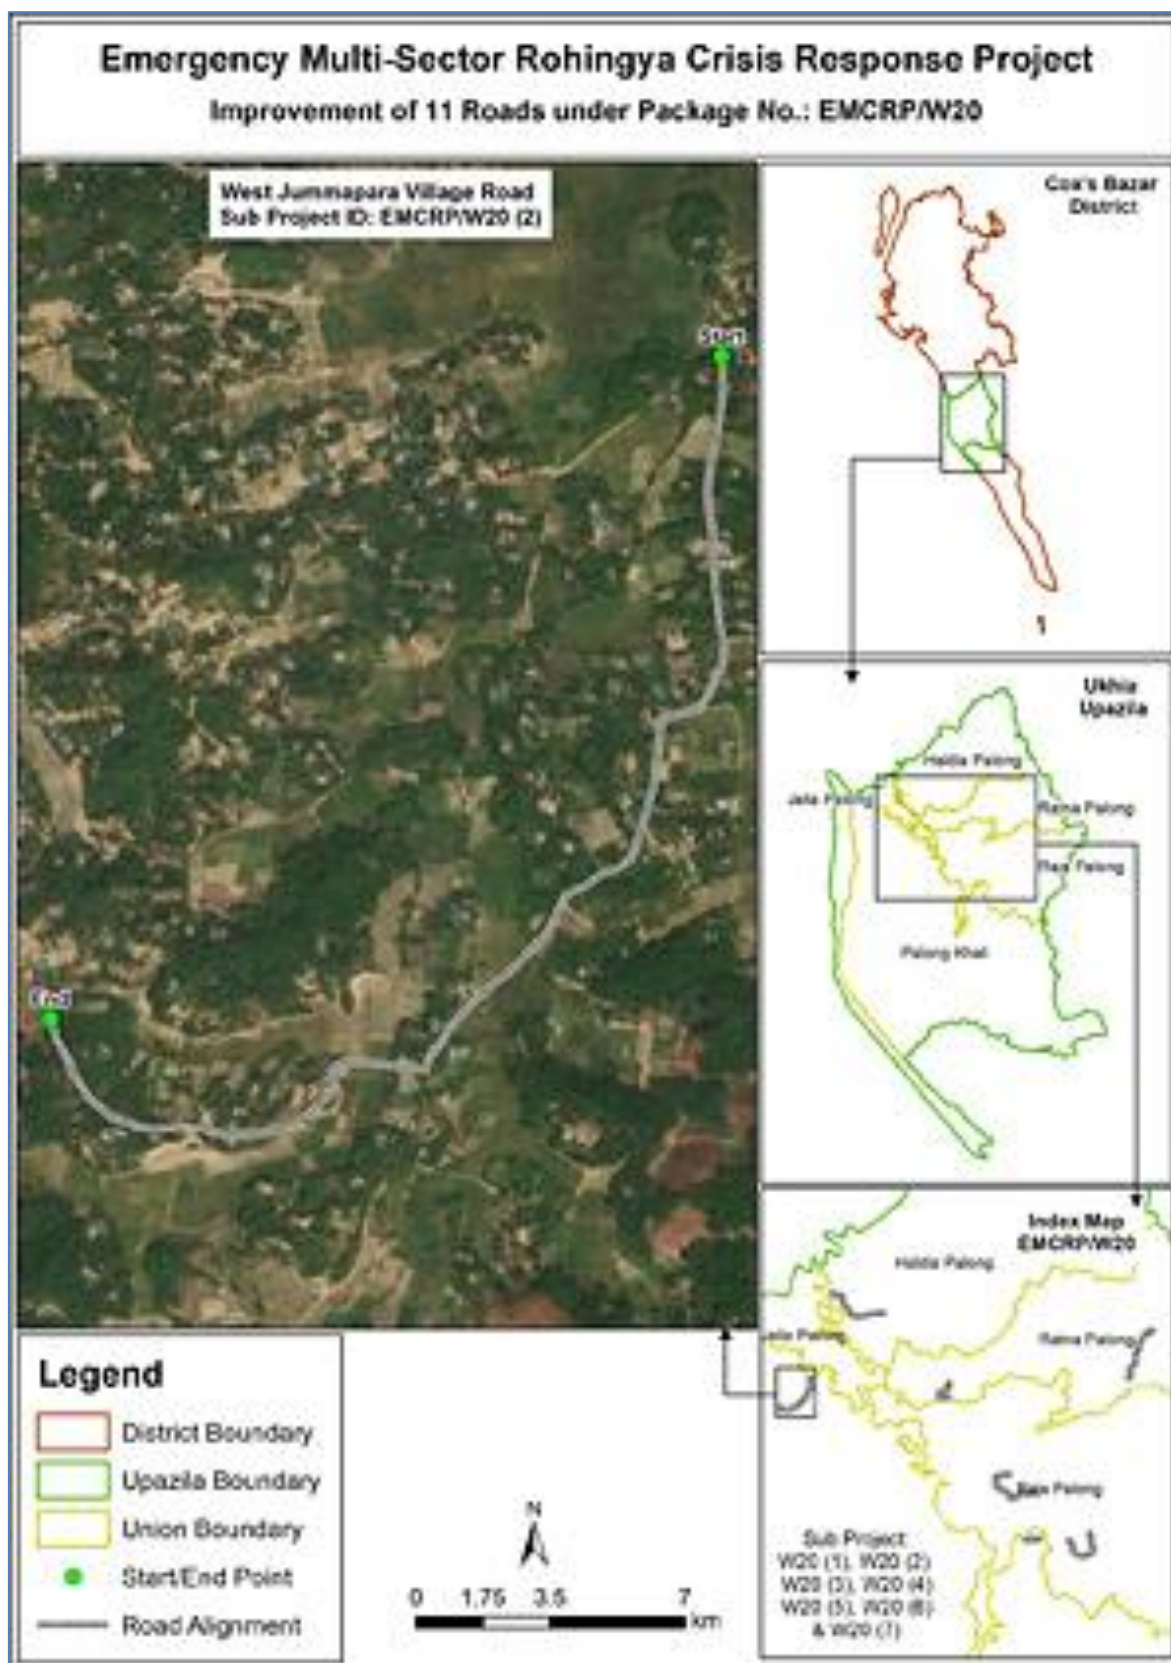 Emergency Multi-Sector Rohingya Crisis Response Project
Improvement of 11 Roads under Package No.: EMCRP/W20
West Jummapara Village Road
Sub Project ID: EMCRP/W20 (2)
Start
End
Cox's Bazar
District
Ukhia
Upazila
Haldia Palong
Jalia Palong
Ratna Palong
Raja Palong
Palong Khali
Index Map
EMCRP/W20
Haldia Palong
Jalia Palong
Ratna Palong
Raja Palong
Sub Project
W20 (1), W20 (2)
W20 (3), W20 (4)
W20 (5), W20 (6)
& W20 (7)
Legend
District Boundary
Upazila Boundary
Union Boundary
Start/End Point
Road Alignment
N
0 1.75 3.5 7
km